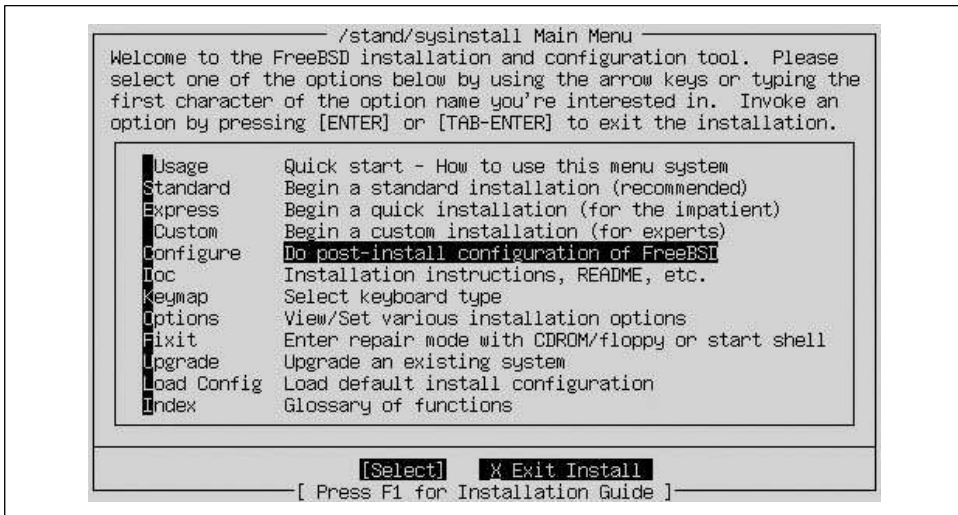 /stand/sysinstall Main Menu
Welcome to the FreeBSD installation and configuration tool.  Please
select one of the options below by using the arrow keys or typing the
first character of the option name you're interested in.  Invoke an
option by pressing [ENTER] or [TAB-ENTER] to exit the installation.
Usage Quick start - How to use this menu system
Standard Begin a standard installation (recommended)
Express Begin a quick installation (for the impatient)
Custom Begin a custom installation (for experts)
Configure Do post-install configuration of FreeBSD
Doc Installation instructions, README, etc.
Keymap Select keyboard type
Options View/Set various installation options
Fixit Enter repair mode with CDROM/floppy or start shell
Upgrade Upgrade an existing system
Load Config Load default install configuration
Index Glossary of functions
[Select] X Exit Install
[ Press F1 for Installation Guide ]